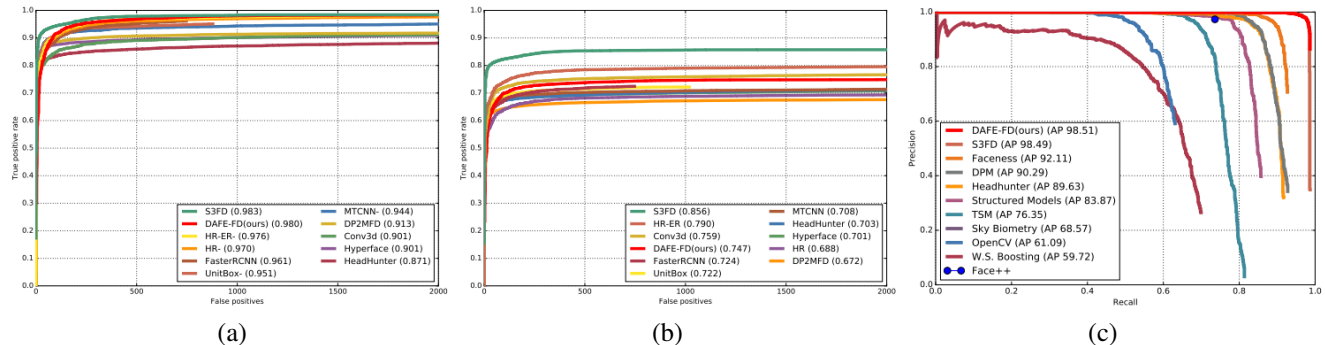 1.0
0.9
0.8
0.7
0.6
0.5
0.4
0.3
0.2
0.1
0.0
True positive rate
S3FD (0.983)
DAFE-FD(ours) (0.980)
HR-ER- (0.976)
HR- (0.970)
FasterRCNN (0.961)
UnitBox- (0.951)
MTCNN- (0.944)
DP2MFD (0.913)
Conv3d (0.901)
Hyperface (0.901)
HeadHunter (0.871)
0 500 1000 1500 2000
False positives
(a)
1.0
0.9
0.8
0.7
0.6
0.5
0.4
0.3
0.2
0.1
0.0
True positive rate
S3FD (0.856)
HR-ER (0.790)
Conv3d (0.759)
DAFE-FD(ours) (0.747)
FasterRCNN (0.724)
UnitBox (0.722)
MTCNN (0.708)
HeadHunter (0.703)
Hyperface (0.701)
HR (0.688)
DP2MFD (0.672)
0 500 1000 1500 2000
False positives
(b)
1.0
0.8
0.6
0.4
0.2
0.0
Precision
DAFE-FD(ours) (AP 98.51)
S3FD (AP 98.49)
Faceness (AP 92.11)
DPM (AP 90.29)
Headhunter (AP 89.63)
Structured Models (AP 83.87)
TSM (AP 76.35)
Sky Biometry (AP 68.57)
OpenCV (AP 61.09)
W.S. Boosting (AP 59.72)
Face++
0.0 0.2 0.4 0.6 0.8 1.0
Recall
(c)